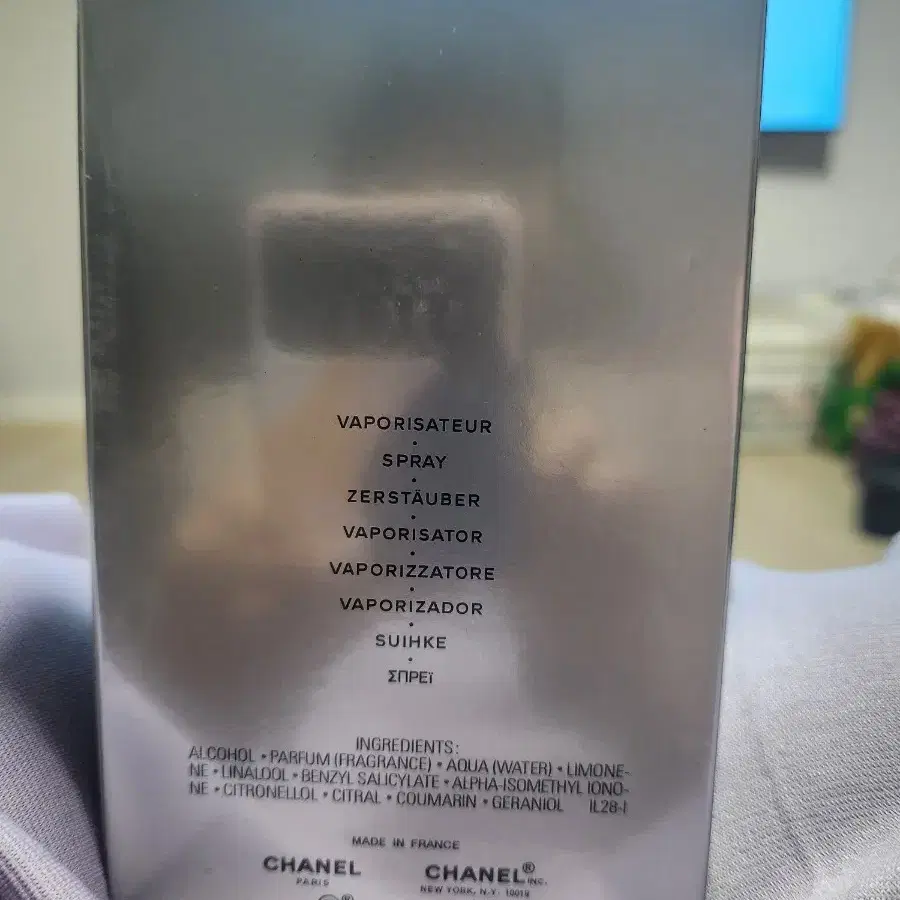 VAPORISATEUR
•
SPRAY
•
ZERSTÄUBER
•
VAPORISATOR
•
VAPORIZZATORE
•
VAPORIZADOR
•
SUIHKE
•
ΣΠΡΕΪ
INGREDIENTS:
ALCOHOL • PARFUM (FRAGRANCE) • AQUA (WATER) • LIMONE-
NE • LINALOOL • BENZYL SALICYLATE • ALPHA-ISOMETHYL IONO-
NE • CITRONELLOL • CITRAL • COUMARIN • GERANIOL IL28-I
MADE IN FRANCE
CHANEL
PARIS
CHANEL® INC.
NEW YORK, N.Y. 10019
®